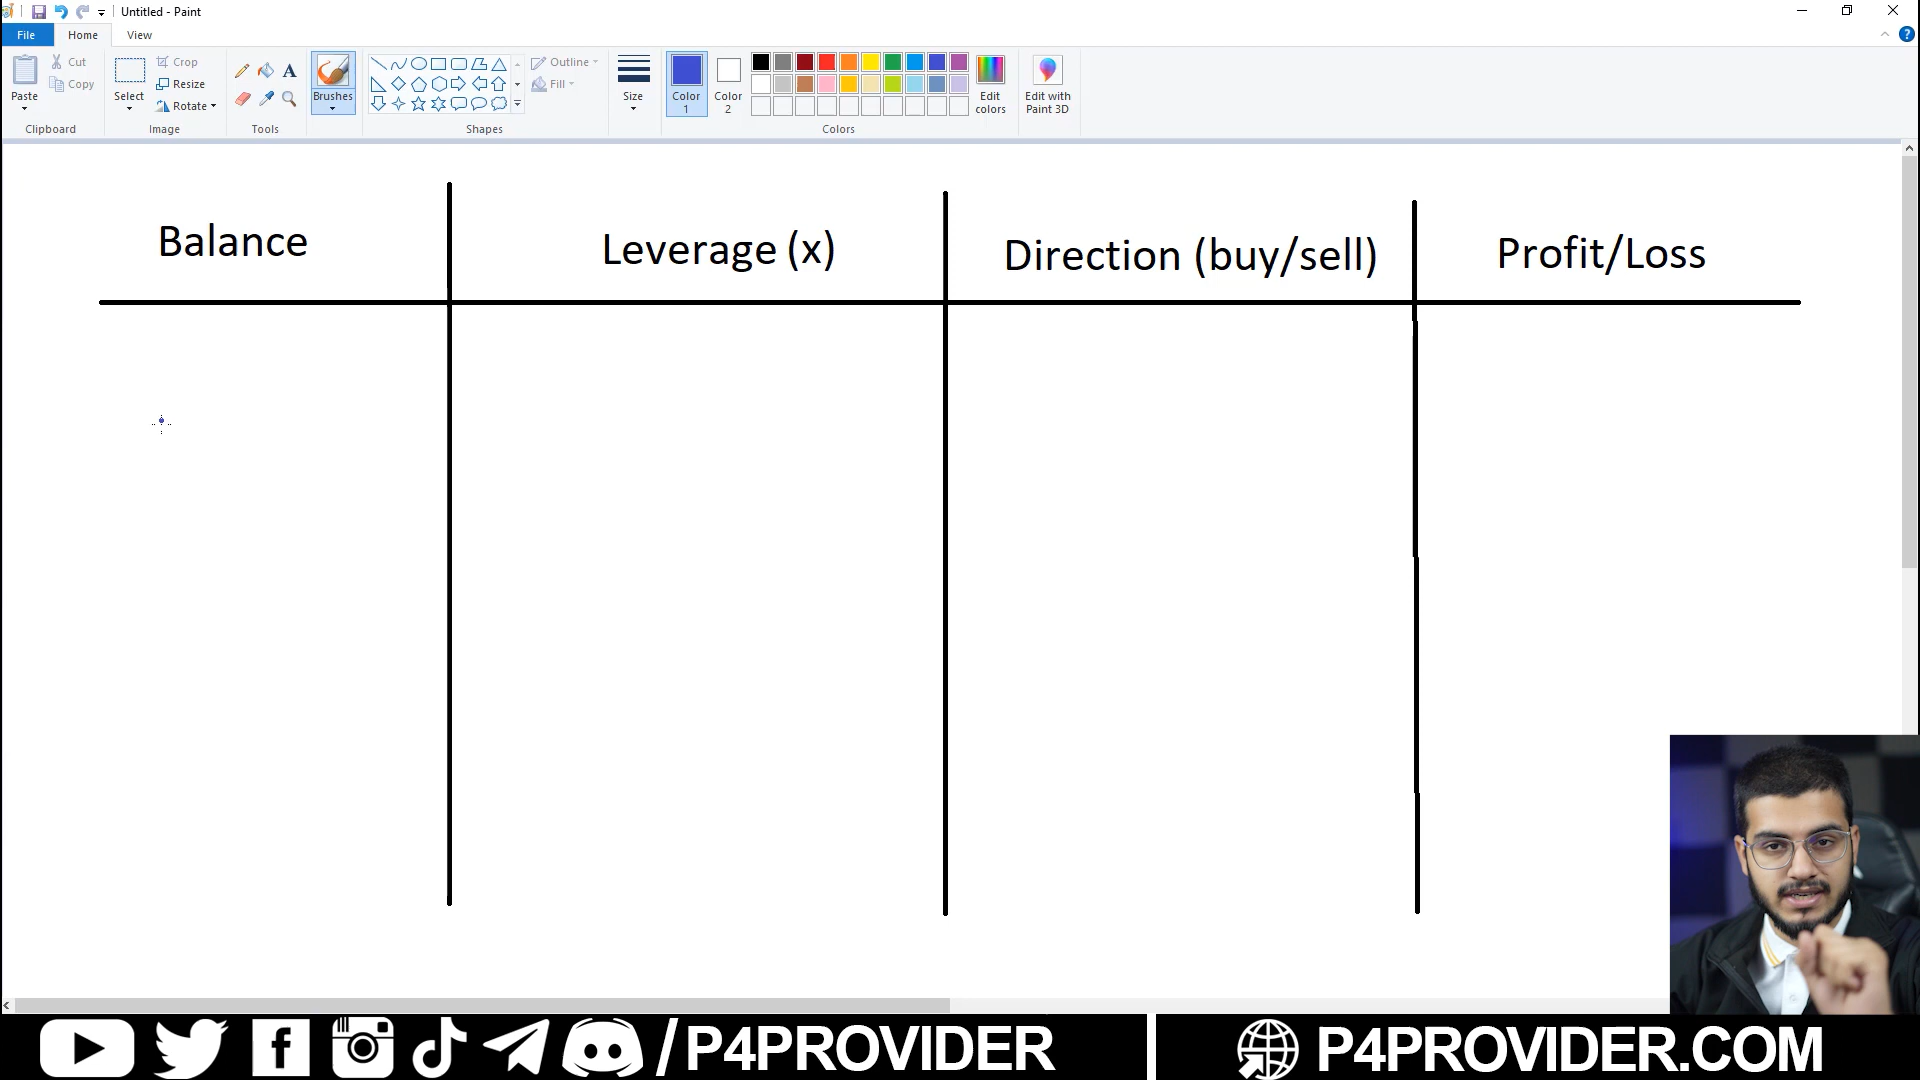 Untitled - Paint
File Home View
Paste
Cut
Copy
Clipboard
Select
Crop
Resize
Rotate
Image
A
Tools
Brushes
Shapes
Outline
Fill
Size
Color 1
Color 2
Colors
Edit colors
Edit with Paint 3D
?
Balance
Leverage (x)
Direction (buy/sell)
Profit/Loss
/P4PROVIDER
P4PROVIDER.COM